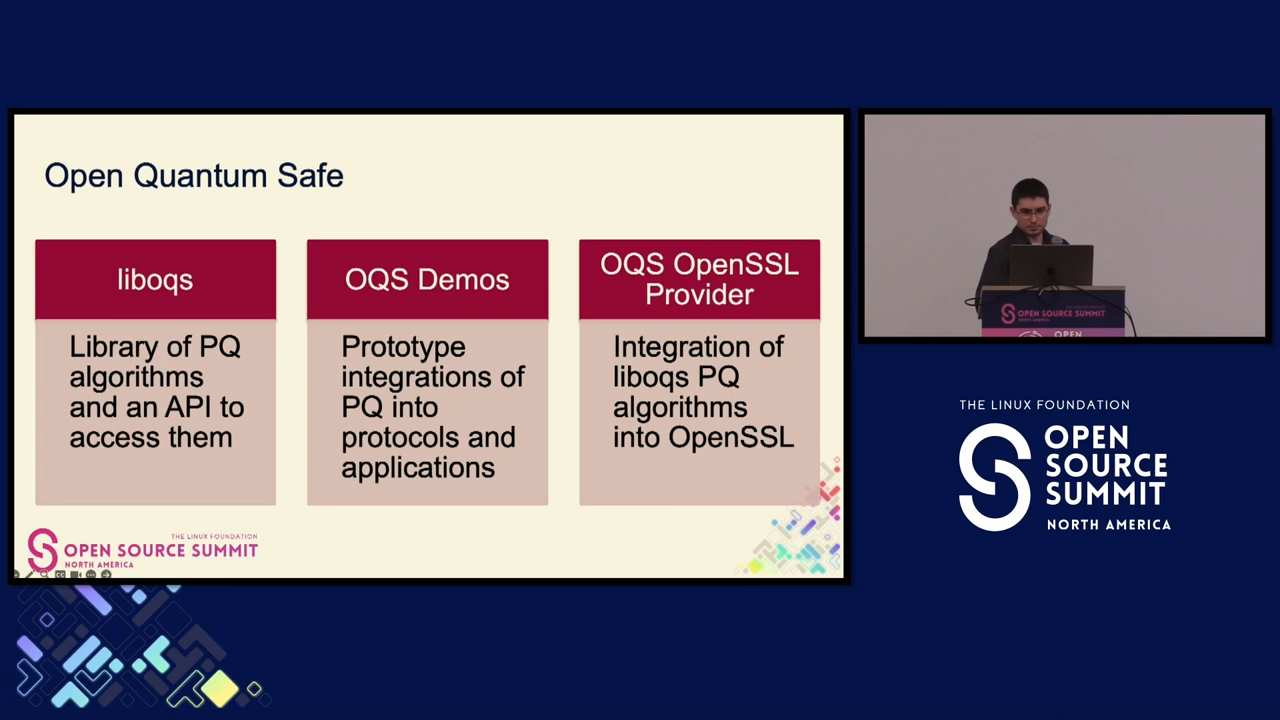 Open Quantum Safe
liboqs
Library of PQ
algorithms
and an API to
access them
OQS Demos
Prototype
integrations of
PQ into
protocols and
applications
OQS OpenSSL
Provider
Integration of
liboqs PQ
algorithms
into OpenSSL
THE LINUX FOUNDATION
OPEN SOURCE SUMMIT
NORTH AMERICA
OPEN SOURCE SUMMIT
OPEN
THE LINUX FOUNDATION
OPEN
SOURCE
SUMMIT
NORTH AMERICA